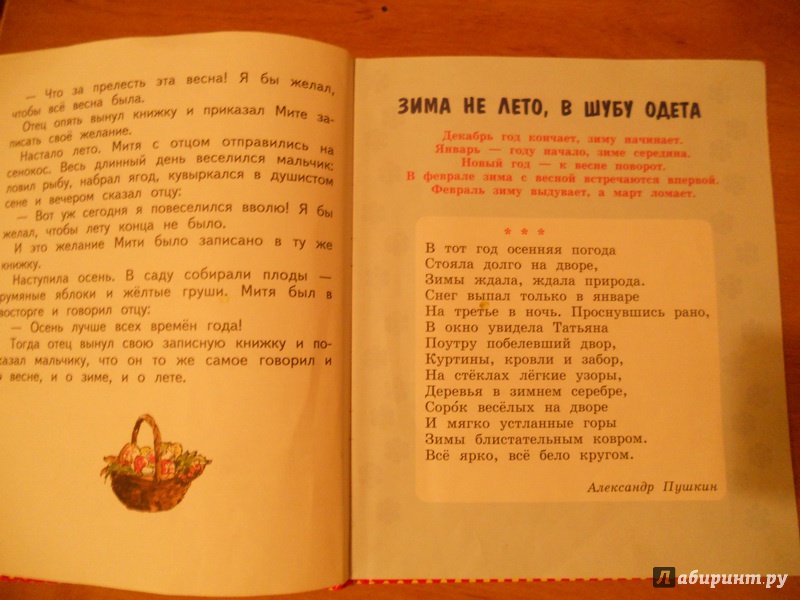 — Что за прелесть эта весна! Я бы желал,
чтобы всё весна была.
Отец опять вынул книжку и приказал Мите за-
писать своё желание.
Настало лето. Митя с отцом отправились на
сенокос. Весь длинный день веселился мальчик:
ловил рыбу, набрал ягод, кувыркался в душистом
сене и вечером сказал отцу:
— Вот уж сегодня я повеселился вволю! Я бы
желал, чтобы лету конца не было.
И это желание Мити было записано в ту же
книжку.
Наступила осень. В саду собирали плоды —
румяные яблоки и жёлтые груши. Митя был в
восторге и говорил отцу:
— Осень лучше всех времён года!
Тогда отец вынул свою записную книжку и по-
казал мальчику, что он то же самое говорил и
о весне, и о зиме, и о лете.
ЗИМА НЕ ЛЕТО, В ШУБУ ОДЕТА
Декабрь год кончает, зиму начинает.
Январь — году начало, зиме середина.
Новый год — к весне поворот.
В феврале зима с весной встречаются впервой.
Февраль зиму выдувает, а март ломает.
* * *
В тот год осенняя погода
Стояла долго на дворе,
Зимы ждала, ждала природа.
Снег выпал только в январе
На третье в ночь. Проснувшись рано,
В окно увидела Татьяна
Поутру побелевший двор,
Куртины, кровли и забор,
На стёклах лёгкие узоры,
Деревья в зимнем серебре,
Соро́к весёлых на дворе
И мягко устланные горы
Зимы блистательным ковром.
Всё ярко, всё бело кругом.
Александр Пушкин
Лабиринт.ру